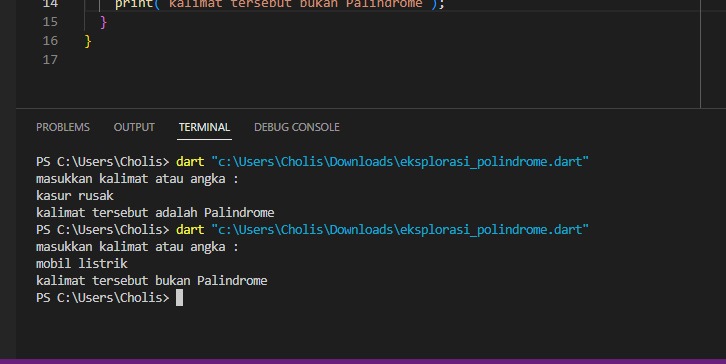 14 print('kalimat tersebut bukan Palindrome');
15 }
16 }
17
PROBLEMS OUTPUT TERMINAL DEBUG CONSOLE
PS C:\Users\Cholis> dart "c:\Users\Cholis\Downloads\eksplorasi_polindrome.dart"
masukkan kalimat atau angka :
kasur rusak
kalimat tersebut adalah Palindrome
PS C:\Users\Cholis> dart "c:\Users\Cholis\Downloads\eksplorasi_polindrome.dart"
masukkan kalimat atau angka :
mobil listrik
kalimat tersebut bukan Palindrome
PS C:\Users\Cholis>